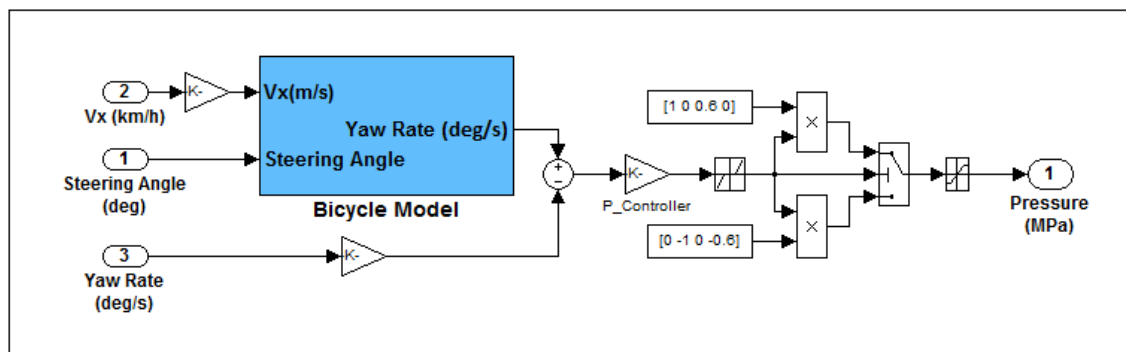 2
K-
Vx (km/h)
Vx(m/s)
Yaw Rate (deg/s)
1
Steering Angle
(deg)
Steering Angle
Bicycle Model
3
Yaw Rate
(deg/s)
K-
+
−
K-
P_Controller
[1 0 0.6 0]
×
[0 -1 0 -0.6]
×
1
Pressure
(MPa)